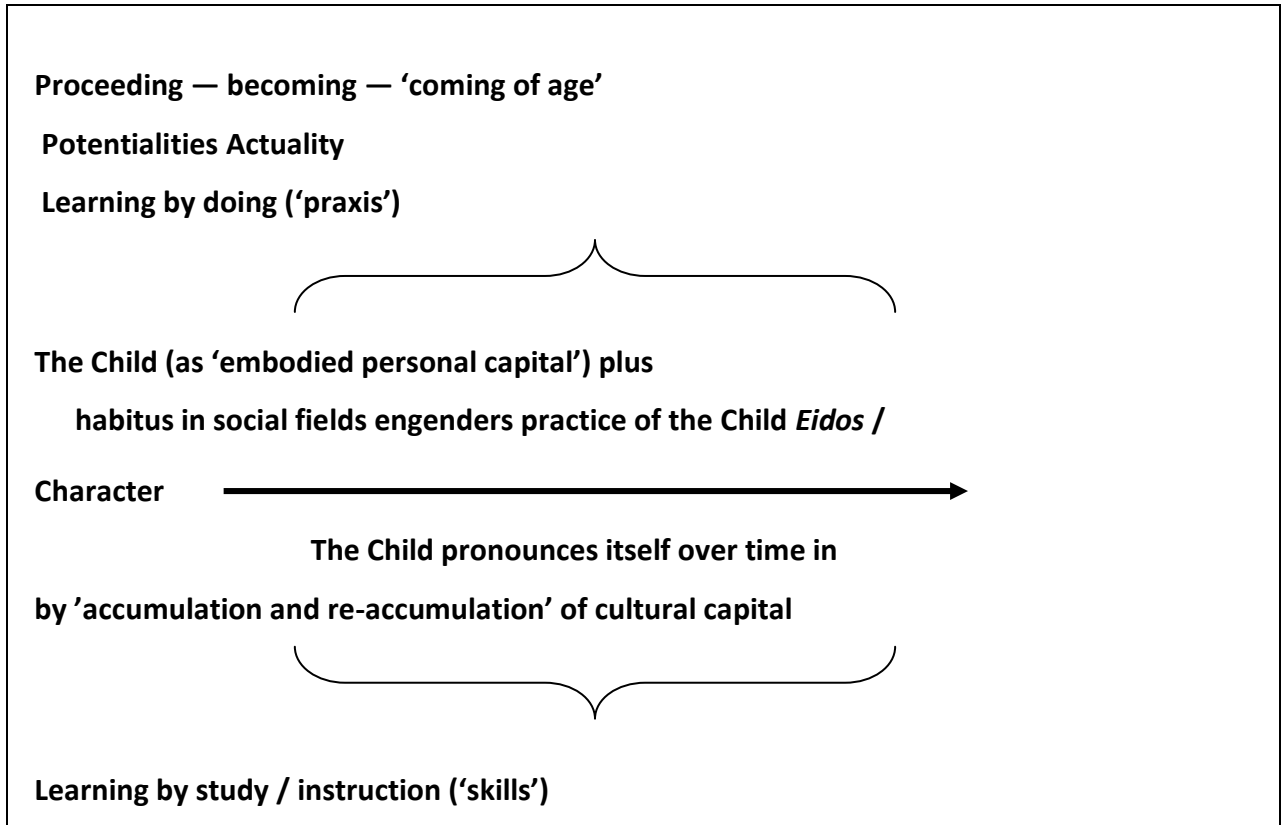 Proceeding — becoming — ‘coming of age’
Potentialities Actuality
Learning by doing (‘praxis’)
The Child (as ‘embodied personal capital’) plus
habitus in social fields engenders practice of the Child Eidos /
Character
The Child pronounces itself over time in
by ’accumulation and re-accumulation’ of cultural capital
Learning by study / instruction (‘skills’)